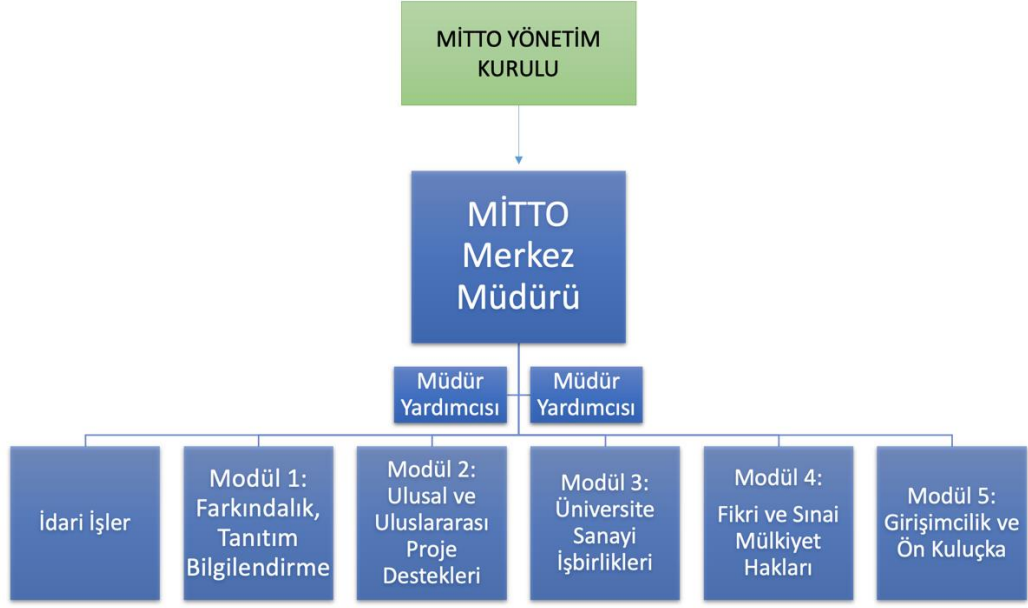 MİTTO YÖNETİM
KURULU
MİTTO
Merkez
Müdürü
Müdür
Yardımcısı
Müdür
Yardımcısı
İdari İşler
Modül 1:
Farkındalık,
Tanıtım
Bilgilendirme
Modül 2:
Ulusal ve
Uluslararası
Proje
Destekleri
Modül 3:
Üniversite
Sanayi
İşbirlikleri
Modül 4:
Fikri ve Sınai
Mülkiyet
Hakları
Modül 5:
Girişimcilik ve
Ön Kuluçka